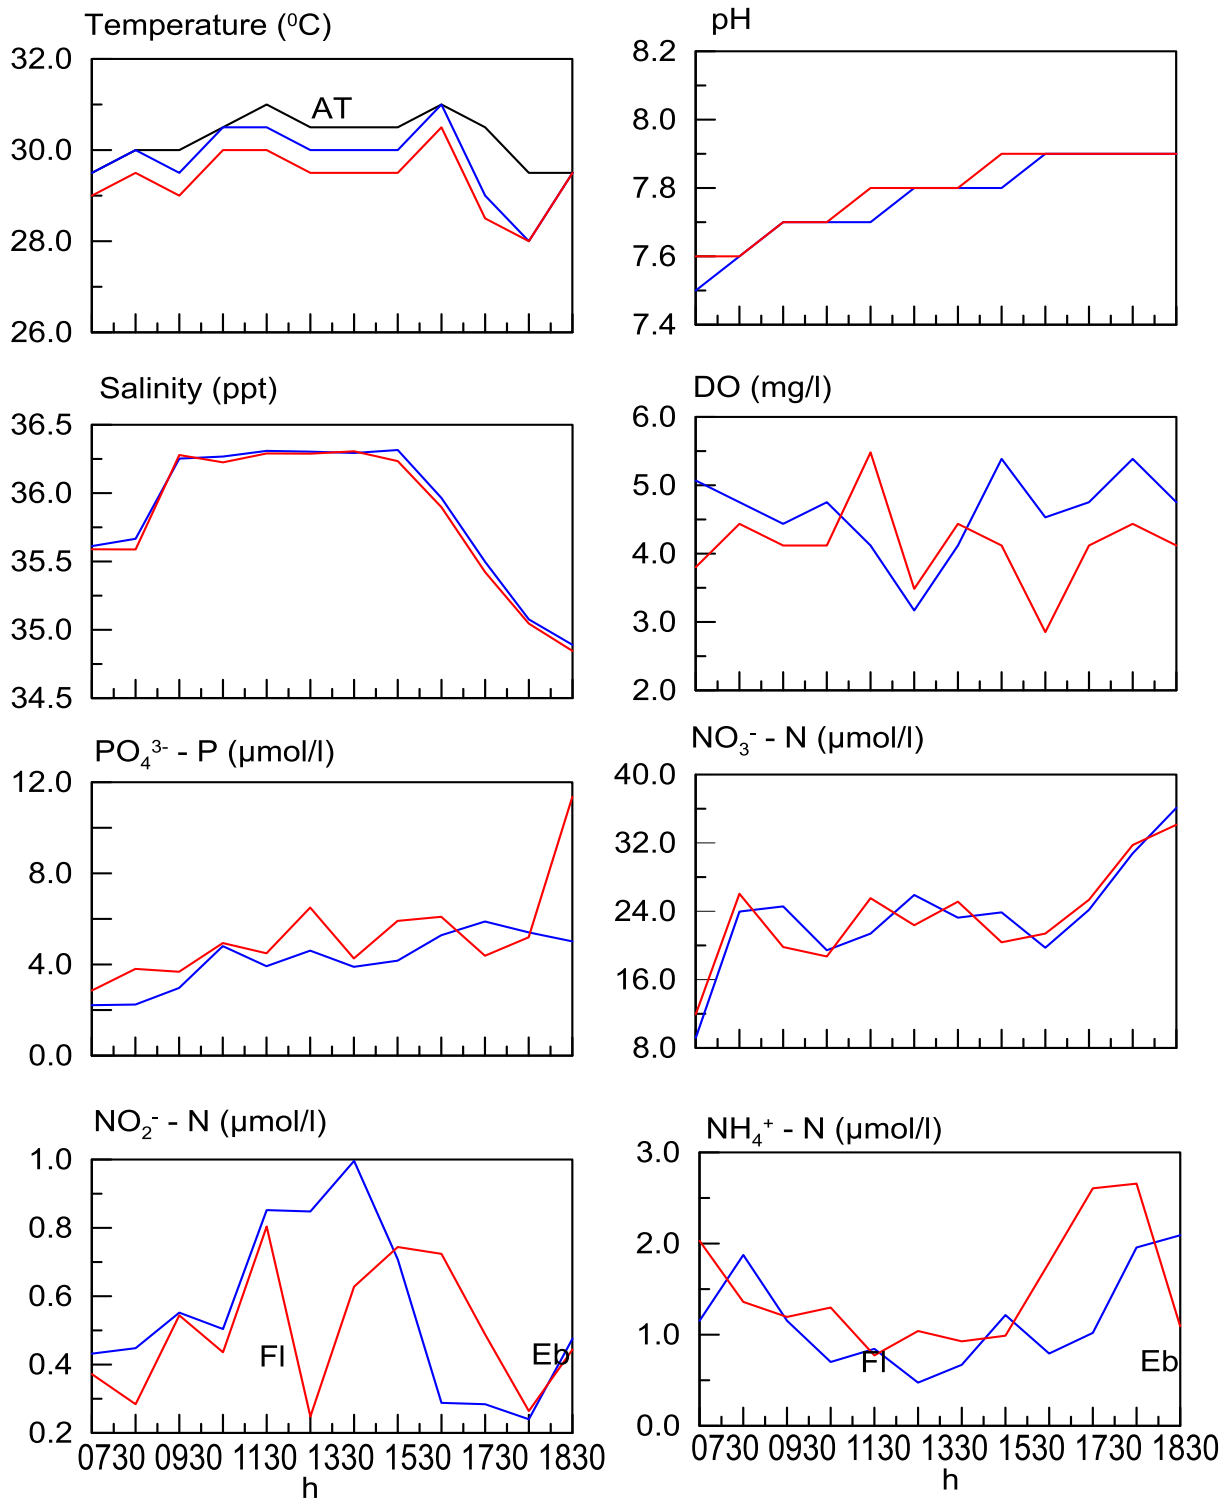 Temperature (⁰C)
32.0
30.0
28.0
26.0
AT
pH
8.2
8.0
7.8
7.6
7.4
Salinity (ppt)
36.5
36.0
35.5
35.0
34.5
DO (mg/l)
6.0
5.0
4.0
3.0
2.0
PO₄³⁻ - P (µmol/l)
12.0
8.0
4.0
0.0
NO₃⁻ - N (µmol/l)
40.0
32.0
24.0
16.0
8.0
NO₂⁻ - N (µmol/l)
1.0
0.8
0.6
0.4
0.2
Fl
Eb
0730 0930 1130 1330 1530 1730 1830
h
NH₄⁺ - N (µmol/l)
3.0
2.0
1.0
0.0
Fl
Eb
0730 0930 1130 1330 1530 1730 1830
h